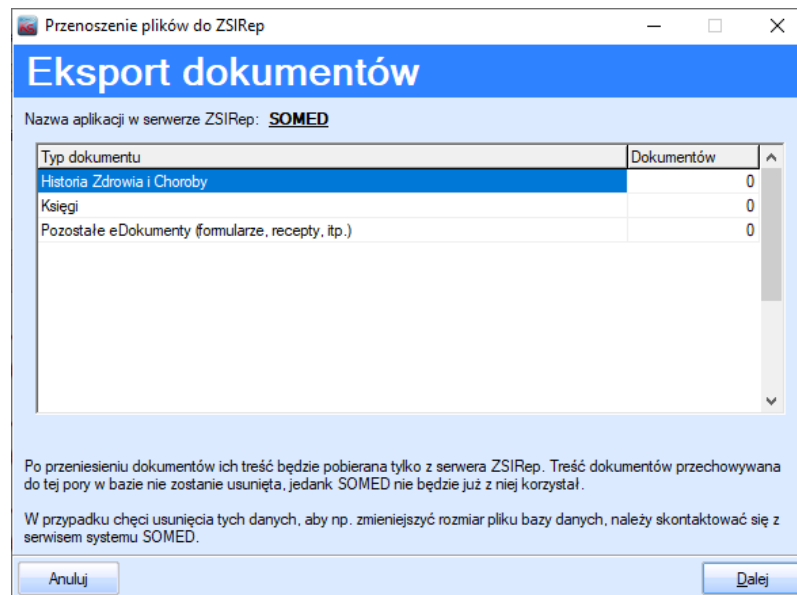 KS Przenoszenie plików do ZSIRep
Eksport dokumentów
Nazwa aplikacji w serwerze ZSIRep: SOMED
Typ dokumentu Dokumentów
Historia Zdrowia i Choroby 0
Księgi 0
Pozostałe eDokumenty (formularze, recepty, itp.) 0
Po przeniesieniu dokumentów ich treść będzie pobierana tylko z serwera ZSIRep. Treść dokumentów przechowywana
do tej pory w bazie nie zostanie usunięta, jedank SOMED nie będzie już z niej korzystał.
W przypadku chęci usunięcia tych danych, aby np. zmieniejszyć rozmiar pliku bazy danych, należy skontaktować się z
serwisem systemu SOMED.
Anuluj Dalej